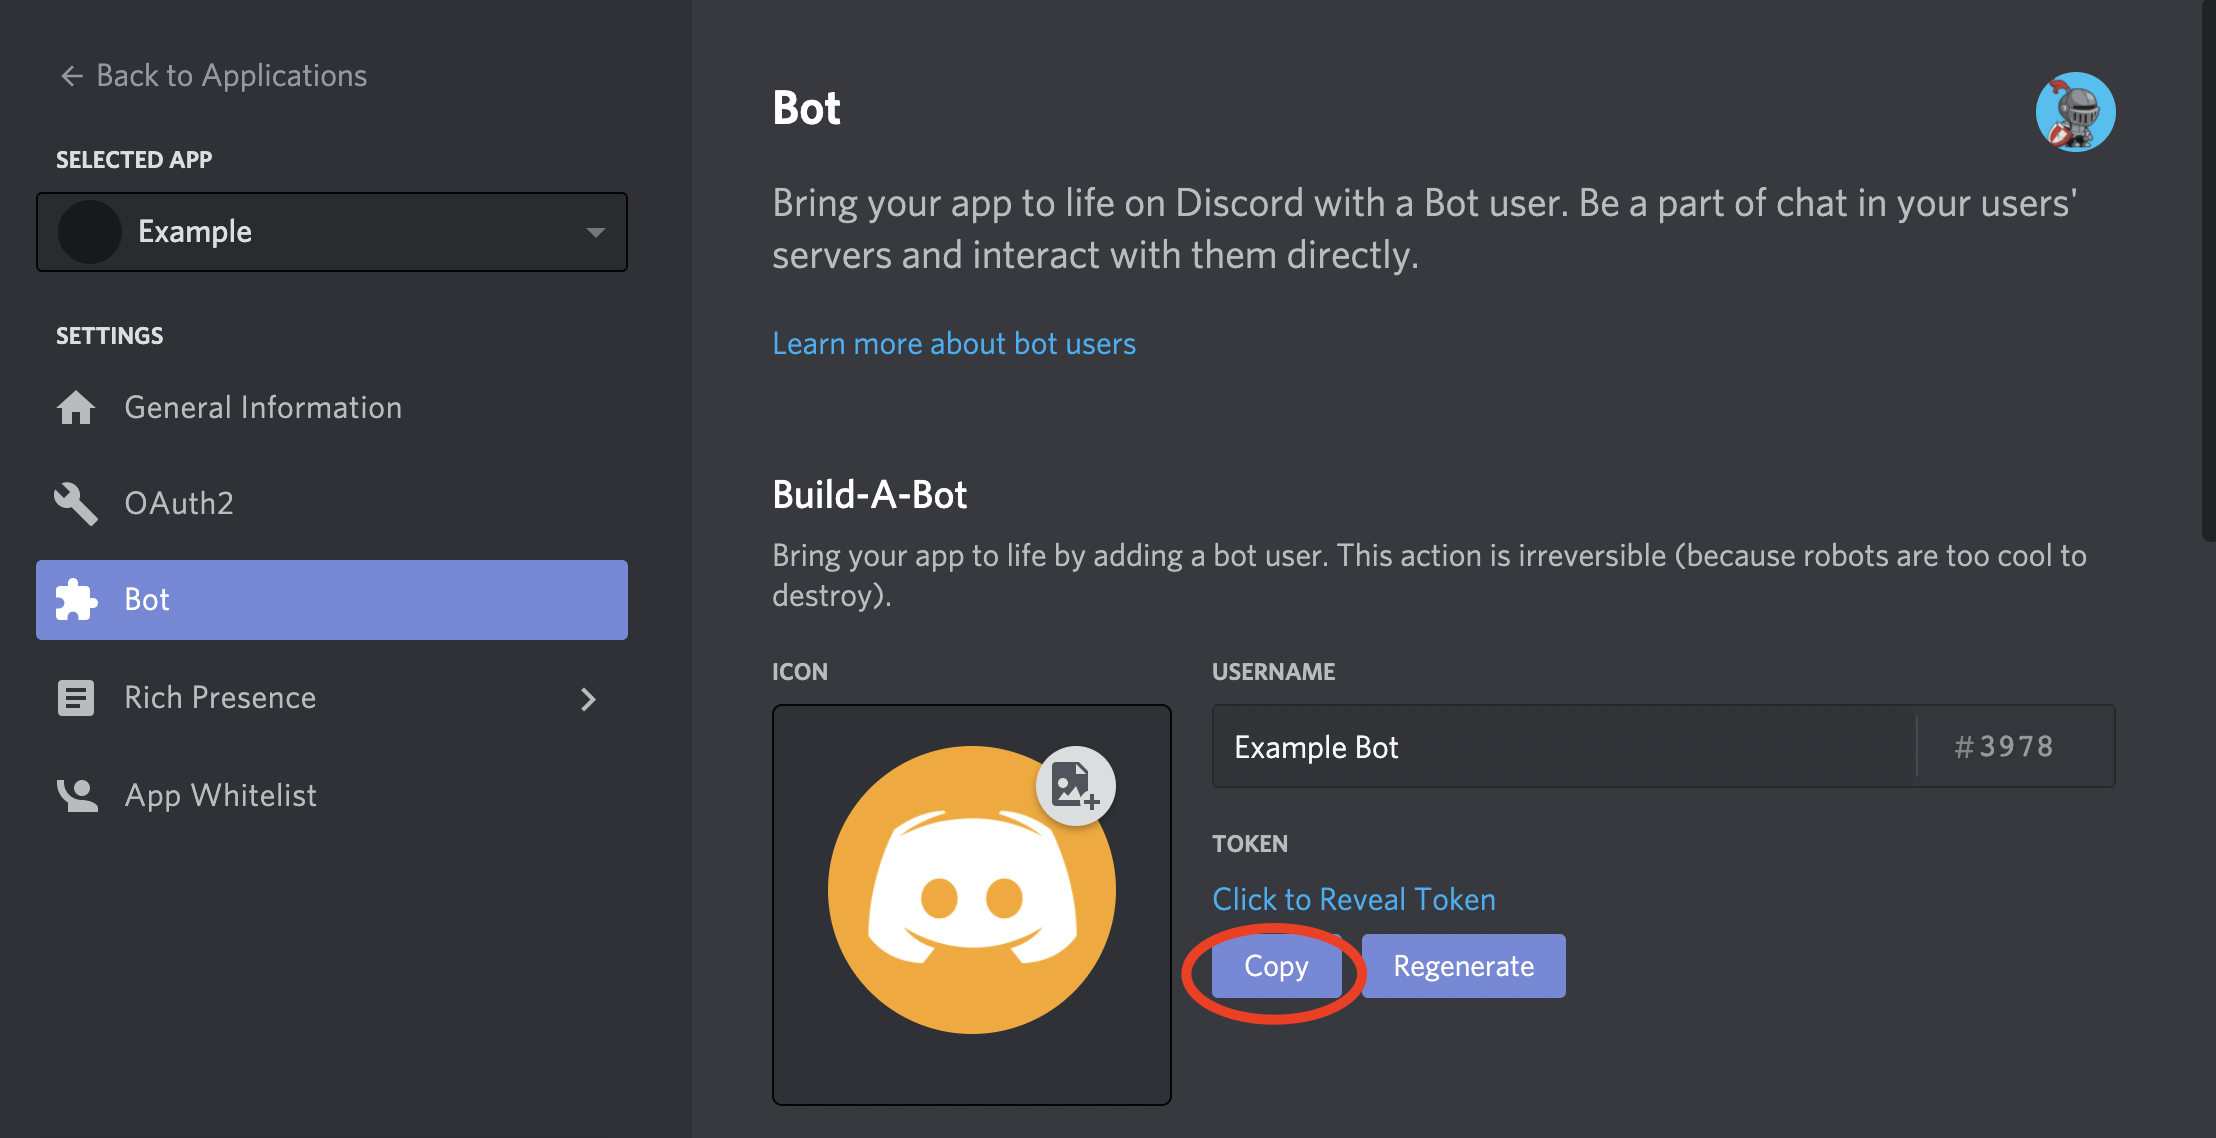 ← Back to Applications
SELECTED APP
Example
SETTINGS
General Information
OAuth2
Bot
Rich Presence
App Whitelist
Bot
Bring your app to life on Discord with a Bot user. Be a part of chat in your users'
servers and interact with them directly.
Learn more about bot users
Build-A-Bot
Bring your app to life by adding a bot user. This action is irreversible (because robots are too cool to
destroy).
ICON
USERNAME
Example Bot
#3978
TOKEN
Click to Reveal Token
Copy
Regenerate